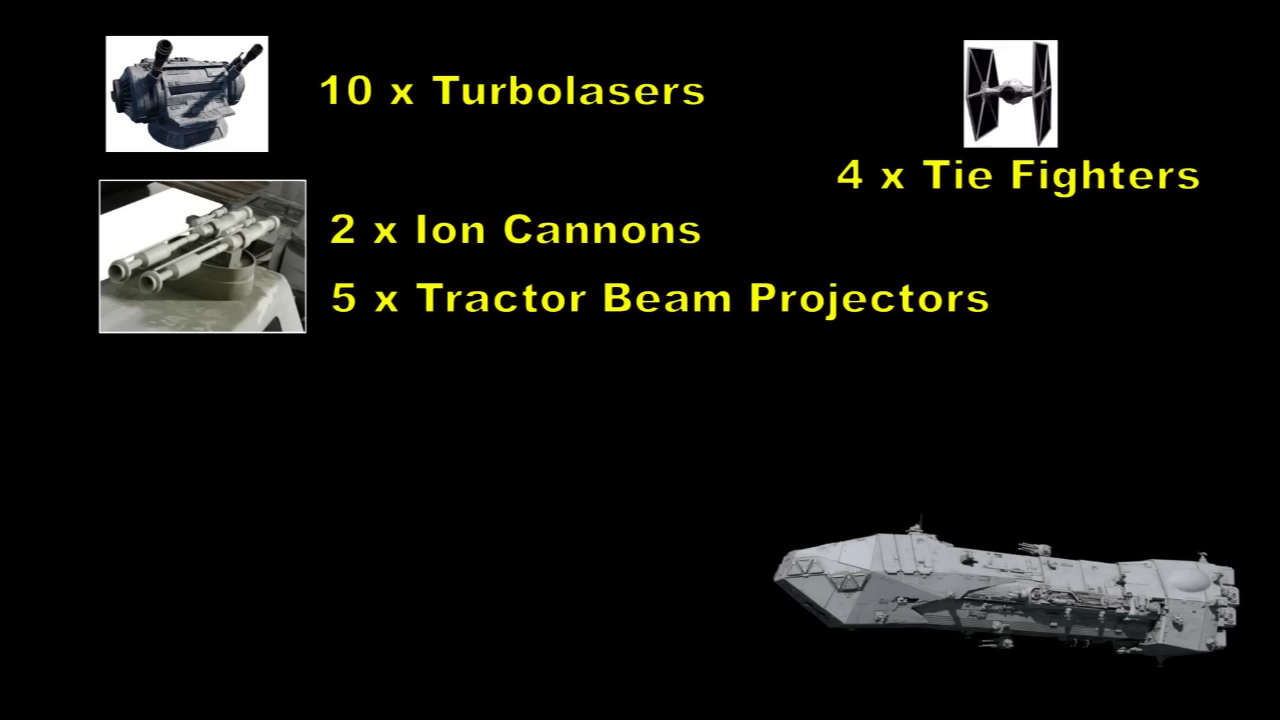 10 x Turbolasers
4 x Tie Fighters
2 x Ion Cannons
5 x Tractor Beam Projectors